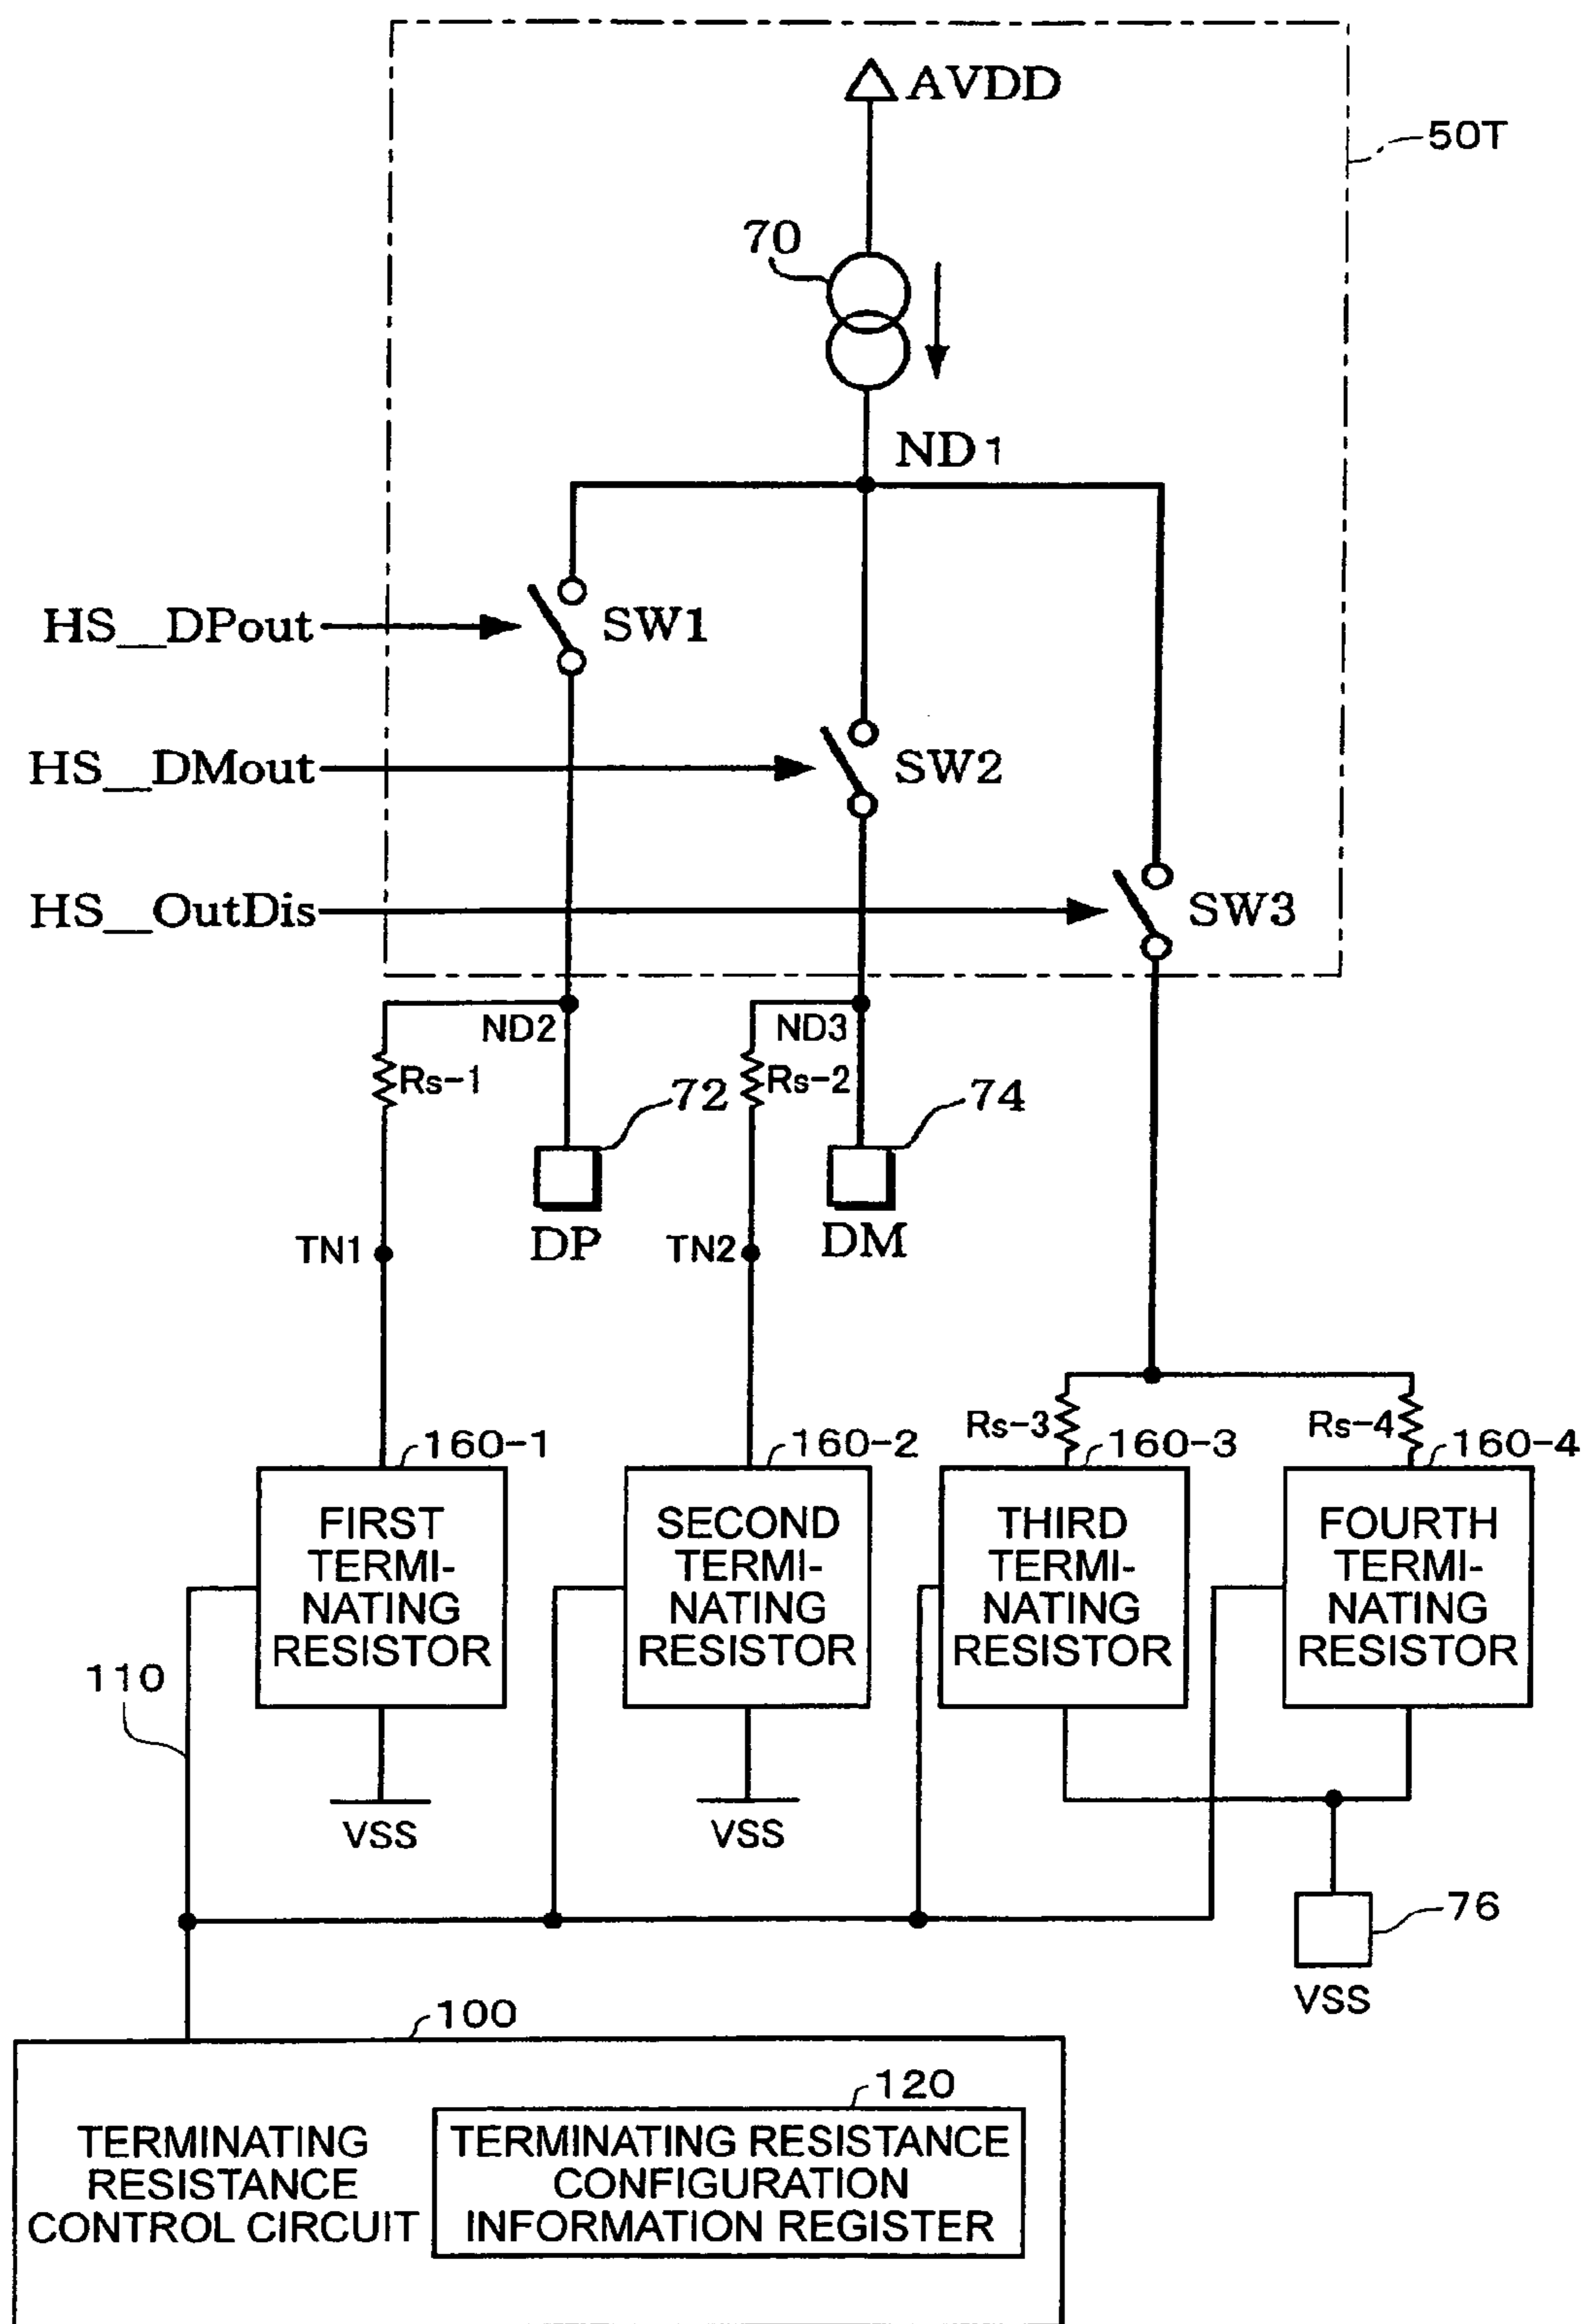 AVDD
50T
70
ND1
HS__DPout
SW1
HS__DMout
SW2
HS__OutDis
SW3
ND2
ND3
Rs-1
72
Rs-2
74
TN1
DP
TN2
DM
Rs-3
Rs-4
160-1
160-2
160-3
160-4
FIRST
TERMI-
NATING
RESISTOR
SECOND
TERMI-
NATING
RESISTOR
THIRD
TERMI-
NATING
RESISTOR
FOURTH
TERMI-
NATING
RESISTOR
110
VSS
VSS
76
VSS
100
120
TERMINATING
RESISTANCE
CONTROL CIRCUIT
TERMINATING RESISTANCE
CONFIGURATION
INFORMATION REGISTER